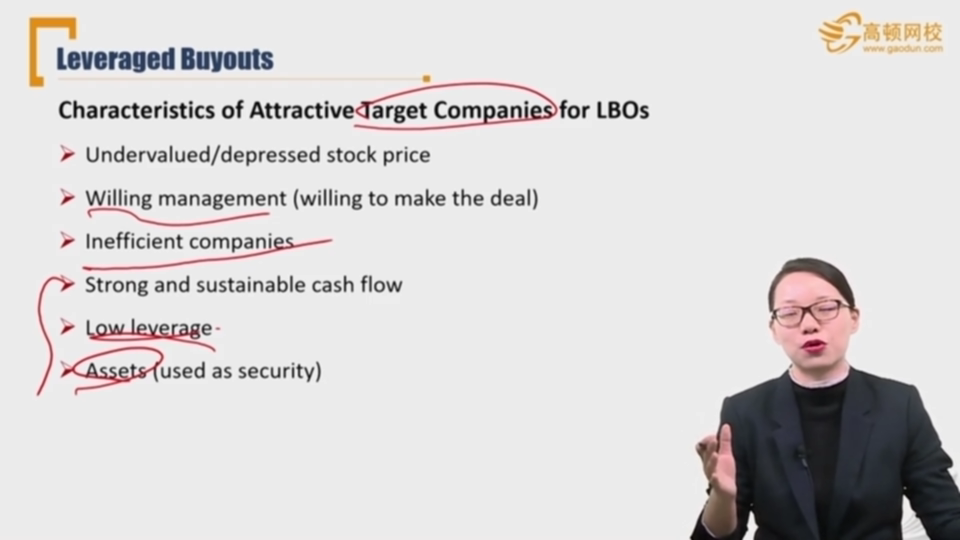 高顿网校
www.gaodun.com
Leveraged Buyouts
Characteristics of Attractive Target Companies for LBOs
Undervalued/depressed stock price
Willing management (willing to make the deal)
Inefficient companies
Strong and sustainable cash flow
Low leverage
Assets (used as security)